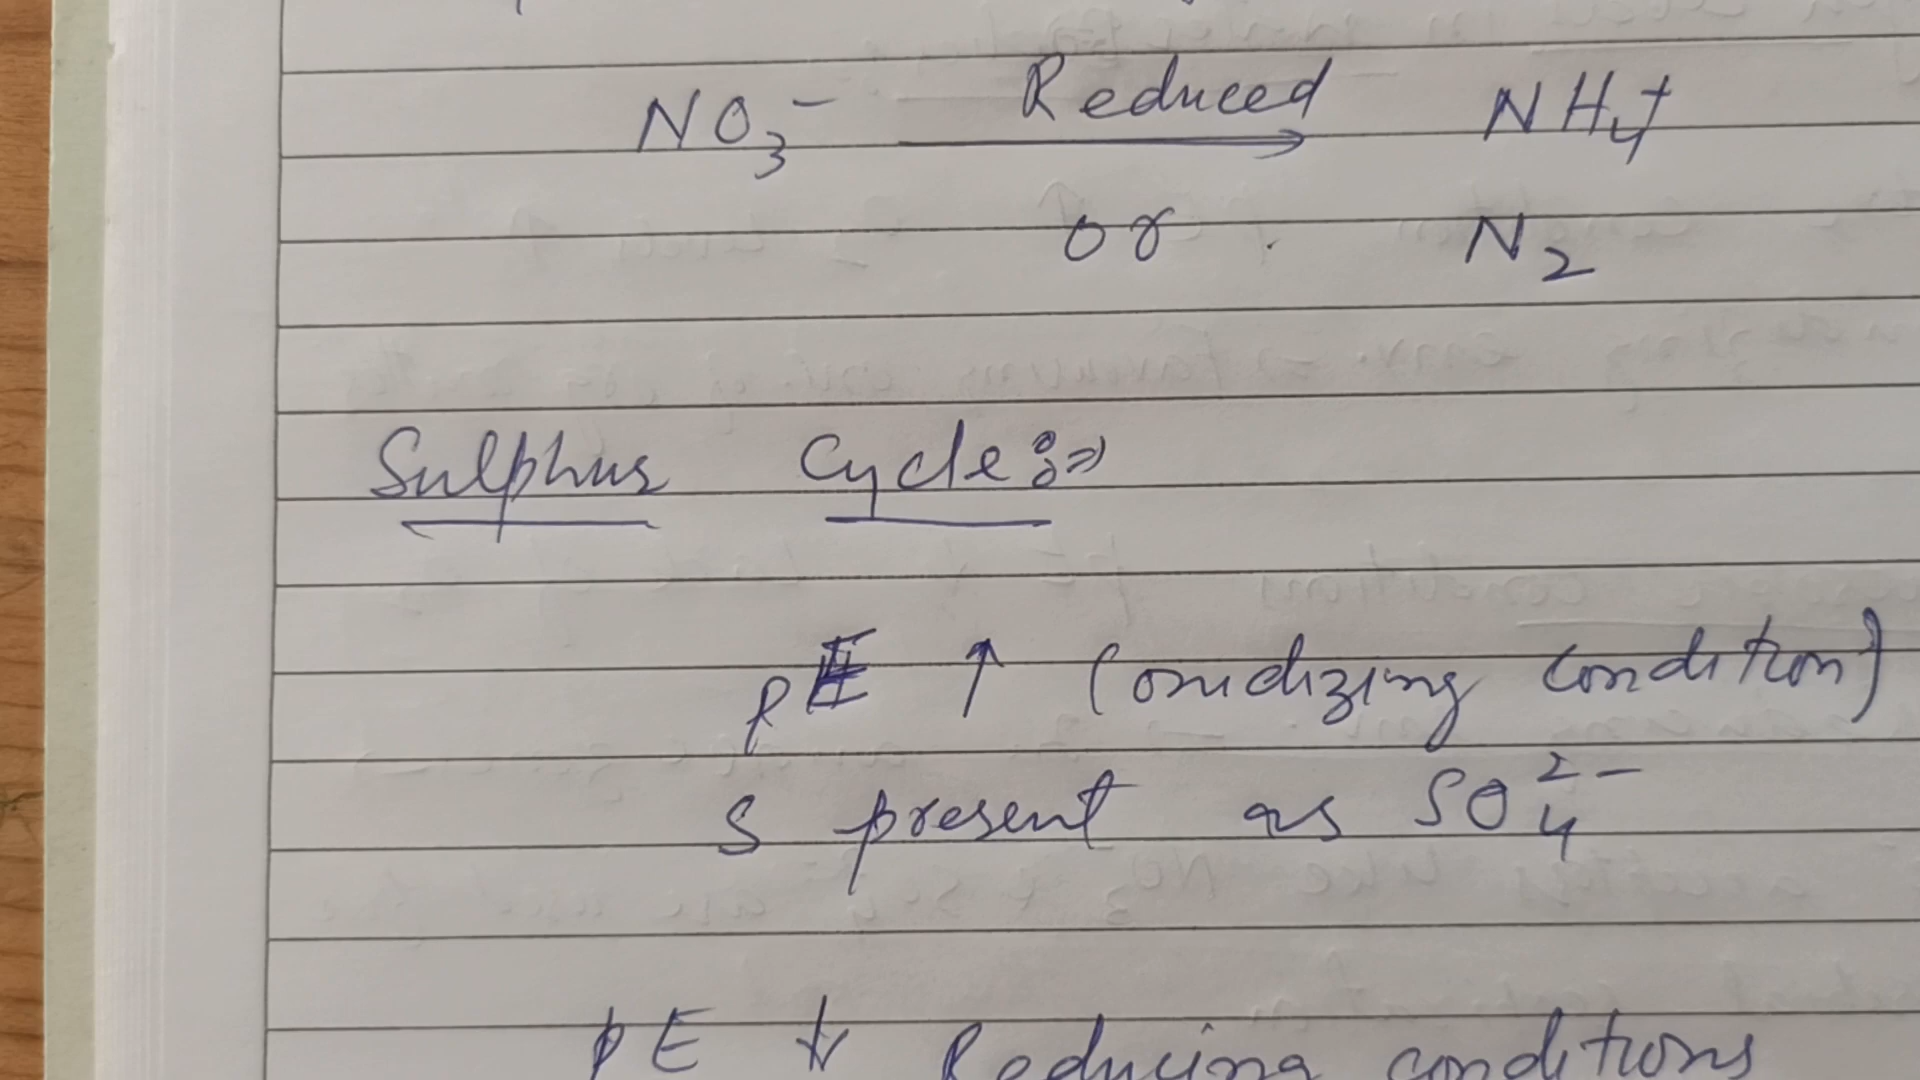 NO₃⁻ Reduced → NH₄⁺
or N₂
Sulphur Cycle:⇒
pE ↑ (oxidizing condition)
S present as SO₄²⁻
pE ↓ Reducing conditions